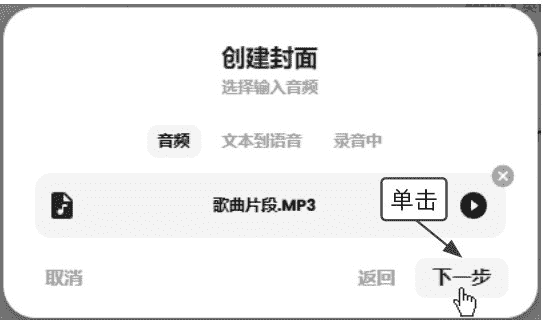 创建封面
选择输入音频
音频 文本到语音 录音中
歌曲片段.MP3
单击
取消 返回 下一步